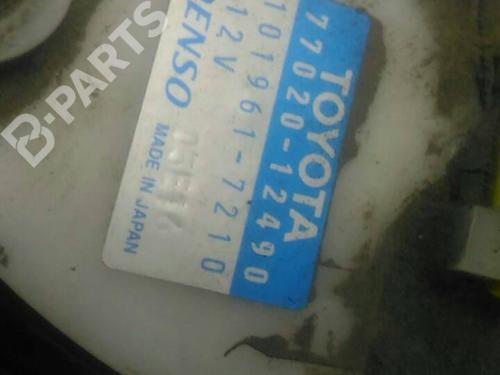 TOYOTA
77020-12490
101961-7210
12V
DENSO
MADE IN JAPAN
B-PARTS